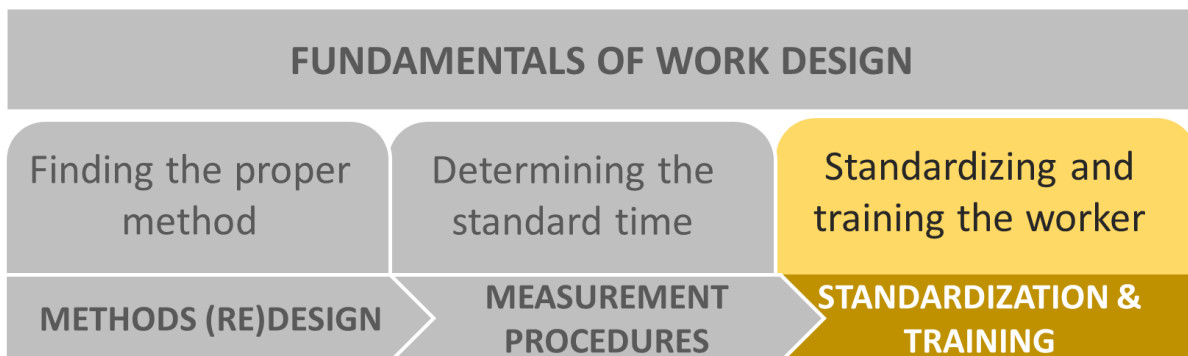 FUNDAMENTALS OF WORK DESIGN
Finding the proper
method
Determining the
standard time
Standardizing and
training the worker
METHODS (RE)DESIGN
MEASUREMENT
PROCEDURES
STANDARDIZATION &
TRAINING